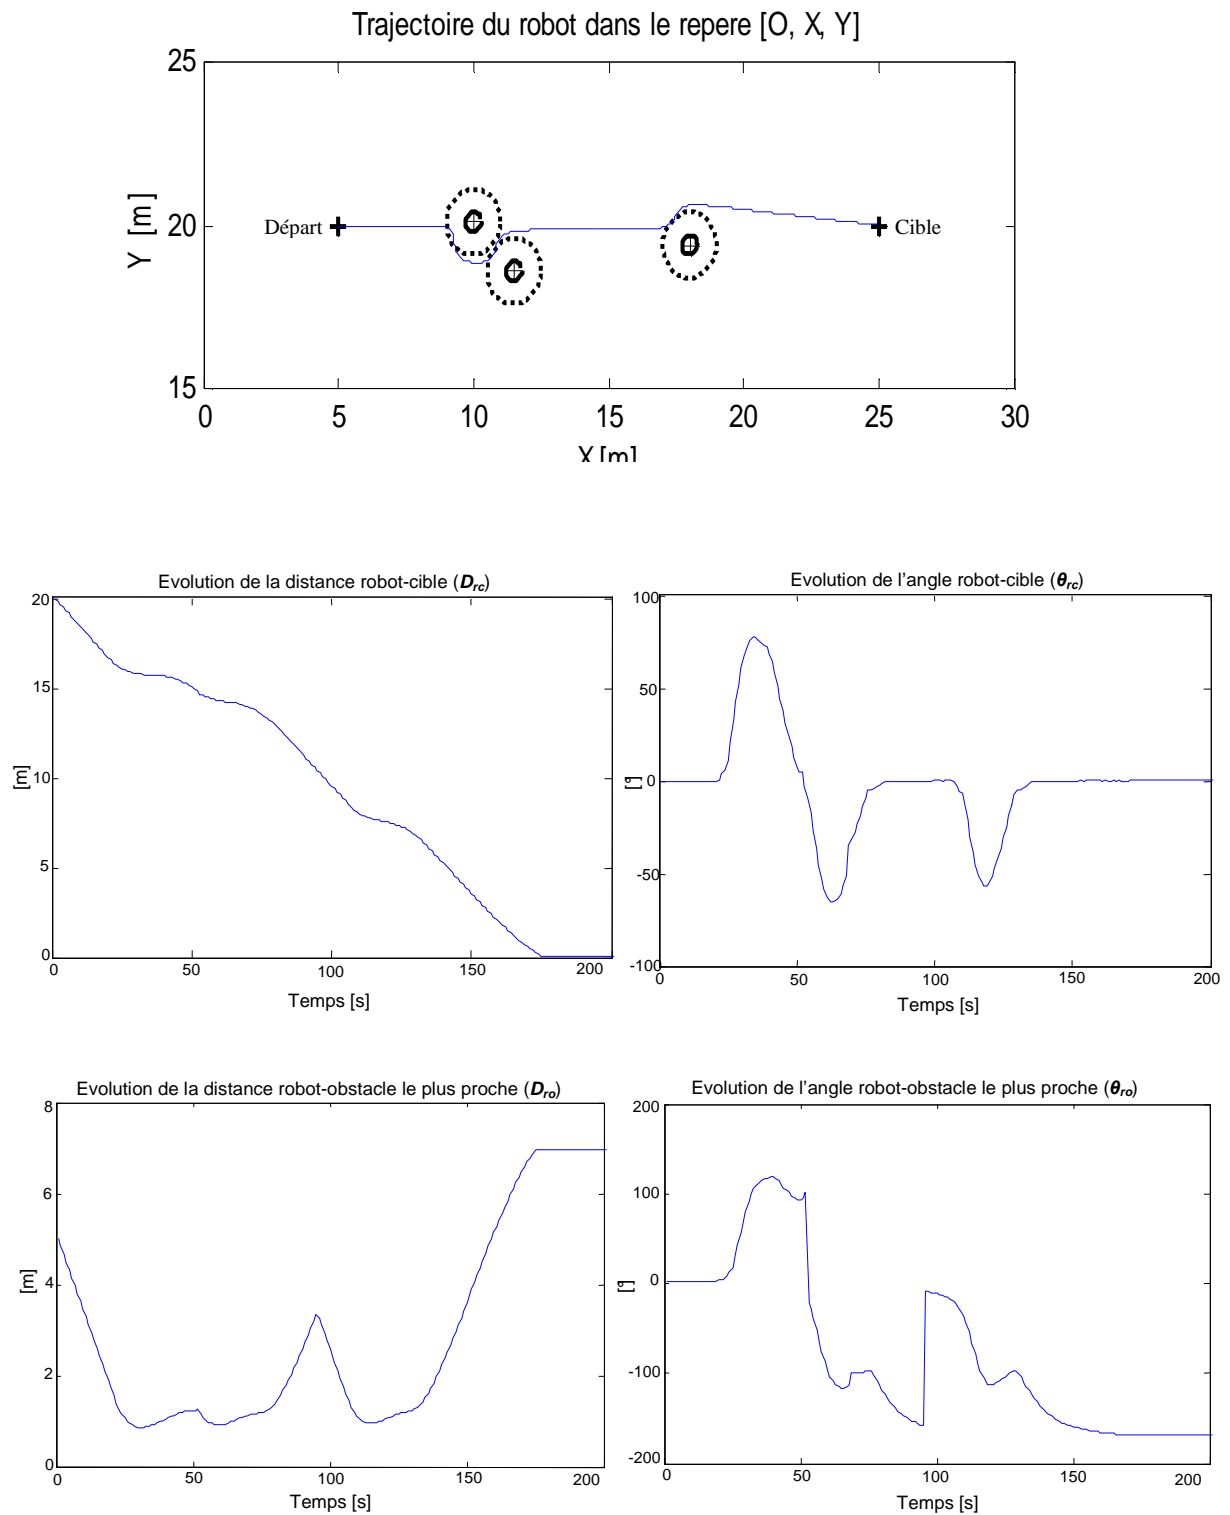 Trajectoire du robot dans le repere [O, X, Y]
25
20
15
Y [m]
Départ
Cible
0 5 10 15 20 25 30
X [m]
Evolution de la distance robot-cible (Drc)
20
15
10
5
0
[m]
0 50 100 150 200
Temps [s]
Evolution de l'angle robot-cible (θrc)
100
50
0
-50
-100
[°]
0 50 100 150 200
Temps [s]
Evolution de la distance robot-obstacle le plus proche (Dro)
8
6
4
2
0
[m]
0 50 100 150 200
Temps [s]
Evolution de l'angle robot-obstacle le plus proche (θro)
200
100
0
-100
-200
[°]
0 50 100 150 200
Temps [s]